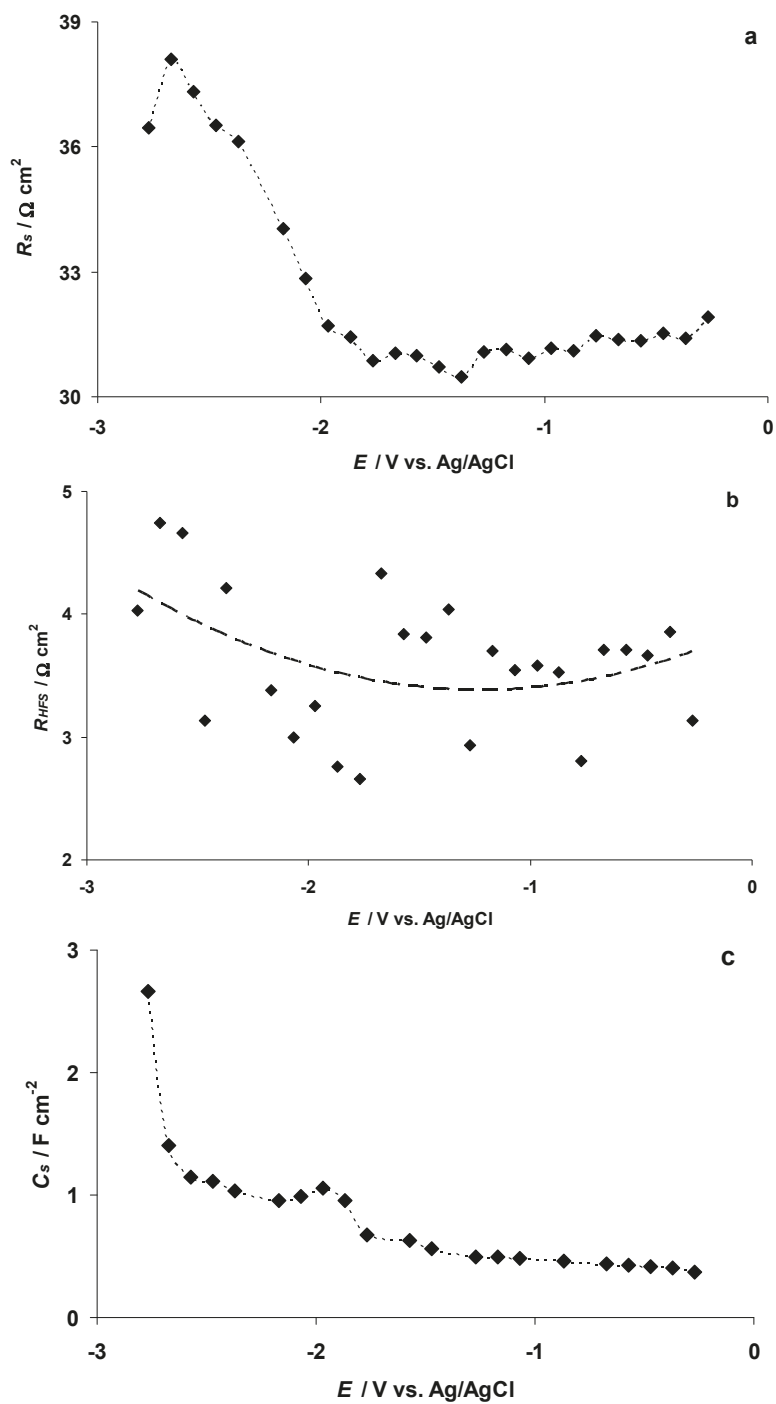 a
39
36
33
30
Rs / Ω cm²
-3 -2 -1 0
E / V vs. Ag/AgCl
b
5
4
3
2
RHFS / Ω cm²
-3 -2 -1 0
E / V vs. Ag/AgCl
c
3
2
1
0
Cs / F cm⁻²
-3 -2 -1 0
E / V vs. Ag/AgCl